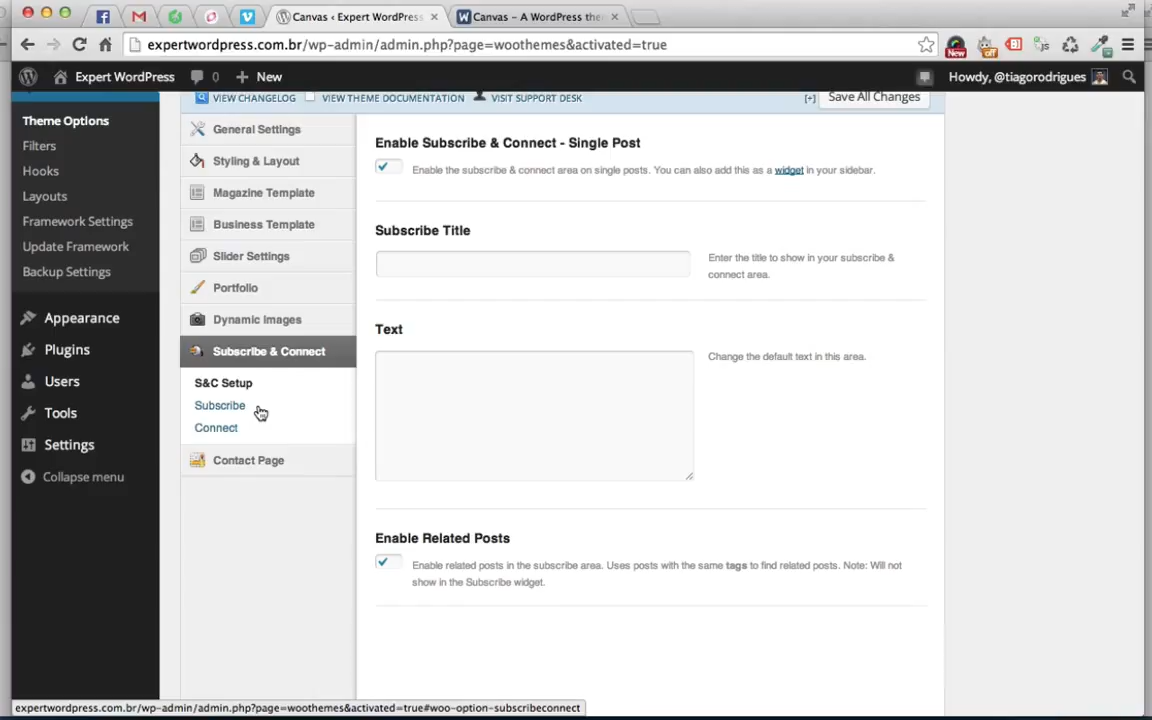 Canvas ‹ Expert WordPress
Canvas – A WordPress the
expertwordpress.com.br/wp-admin/admin.php?page=woothemes&activated=true
New
off
js
Expert WordPress
0
New
Howdy, @tiagorodrigues
VIEW CHANGELOG
VIEW THEME DOCUMENTATION
VISIT SUPPORT DESK
[+]
Save All Changes
Theme Options
Filters
Hooks
Layouts
Framework Settings
Update Framework
Backup Settings
Appearance
Plugins
Users
Tools
Settings
Collapse menu
General Settings
Styling & Layout
Magazine Template
Business Template
Slider Settings
Portfolio
Dynamic Images
Subscribe & Connect
S&C Setup
Subscribe
Connect
Contact Page
Enable Subscribe & Connect - Single Post
Enable the subscribe & connect area on single posts. You can also add this as a widget in your sidebar.
Subscribe Title
Enter the title to show in your subscribe &
connect area.
Text
Change the default text in this area.
Enable Related Posts
Enable related posts in the subscribe area. Uses posts with the same tags to find related posts. Note: Will not
show in the Subscribe widget.
expertwordpress.com.br/wp-admin/admin.php?page=woothemes&activated=true#woo-option-subscribeconnect